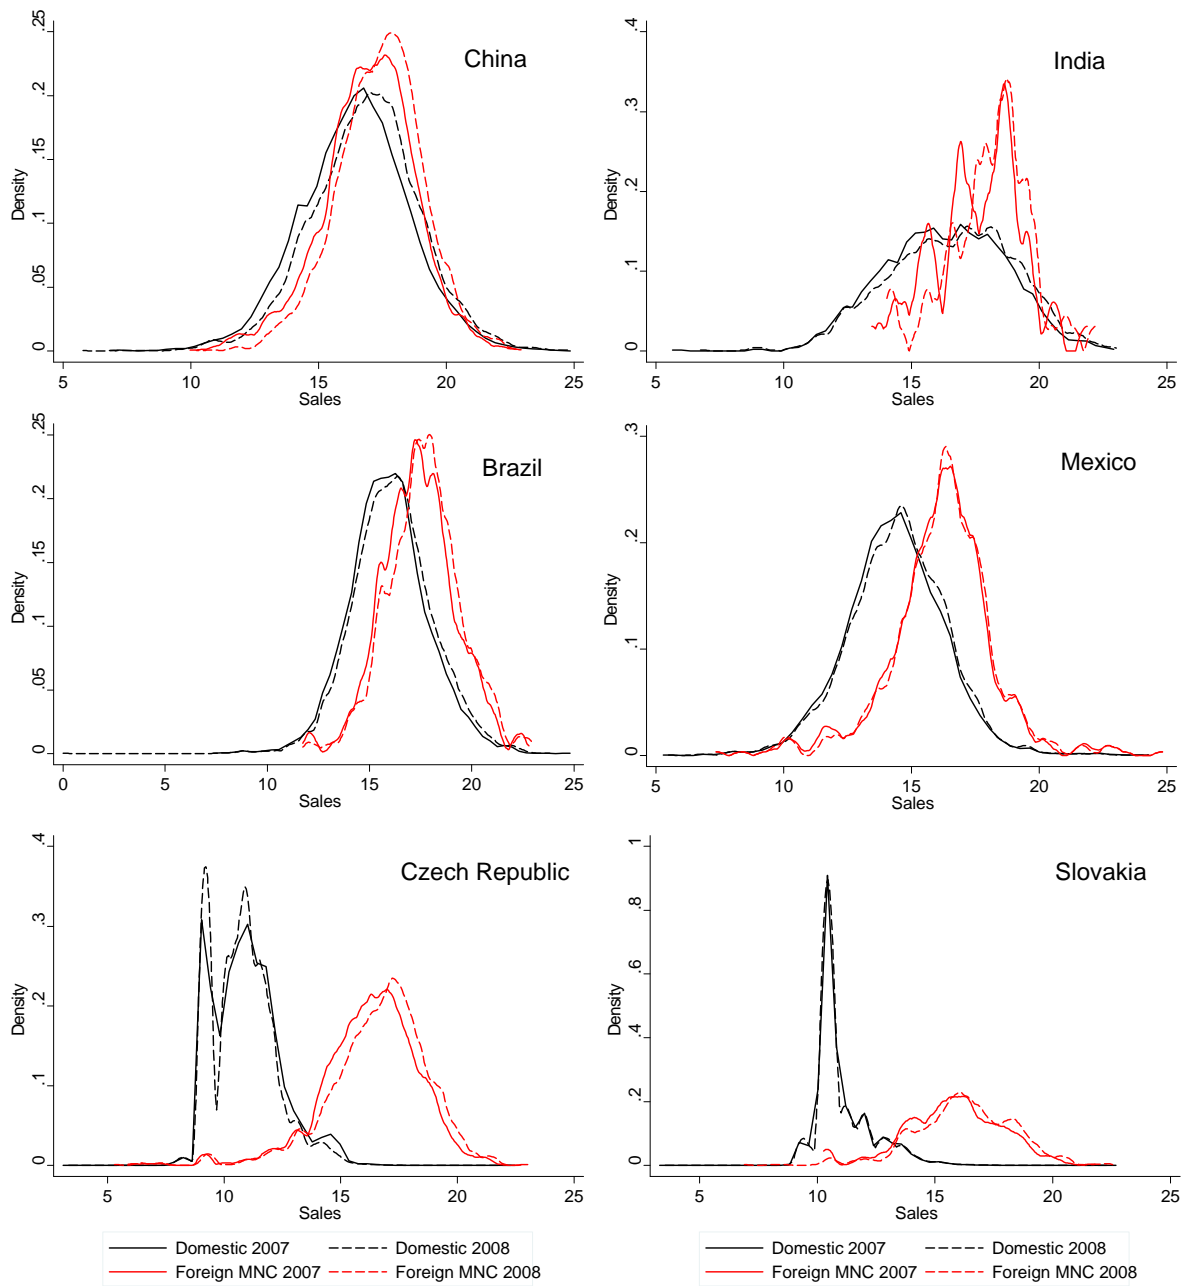 China
Density
0 .05 .1 .15 .2 .25
5 10 15 20 25
Sales
India
Density
0 .1 .2 .3 .4
5 10 15 20 25
Sales
Brazil
Density
0 .05 .1 .15 .2 .25
0 5 10 15 20 25
Sales
Mexico
Density
0 .1 .2 .3
5 10 15 20 25
Sales
Czech Republic
Density
0 .1 .2 .3 .4
5 10 15 20 25
Sales
Slovakia
Density
0 .2 .4 .6 .8 1
5 10 15 20 25
Sales
Domestic 2007 Domestic 2008
Foreign MNC 2007 Foreign MNC 2008
Domestic 2007 Domestic 2008
Foreign MNC 2007 Foreign MNC 2008